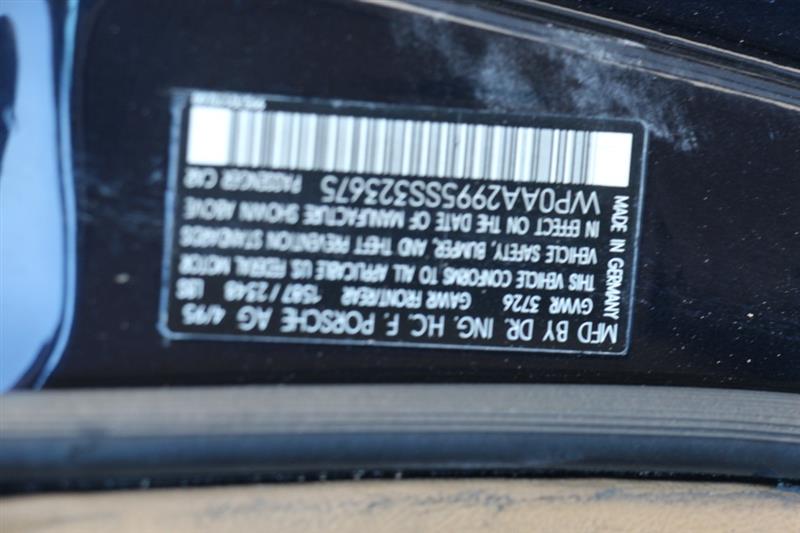 MFD BY DR. ING. HC. F. PORSCHE AG 4/95
GVWR 3726 GAWR FRONT/REAR 1587 / 2348 LBS
THIS VEHICLE CONFORMS TO ALL APPLICABLE US FEDERAL MOTOR
VEHICLE SAFETY, BUMPER, AND THEFT PREVENTION STANDARDS
IN EFFECT ON THE DATE OF MANUFACTURE SHOWN ABOVE
WP0AA2995SS323675 PASSENGER CAR
MADE IN GERMANY